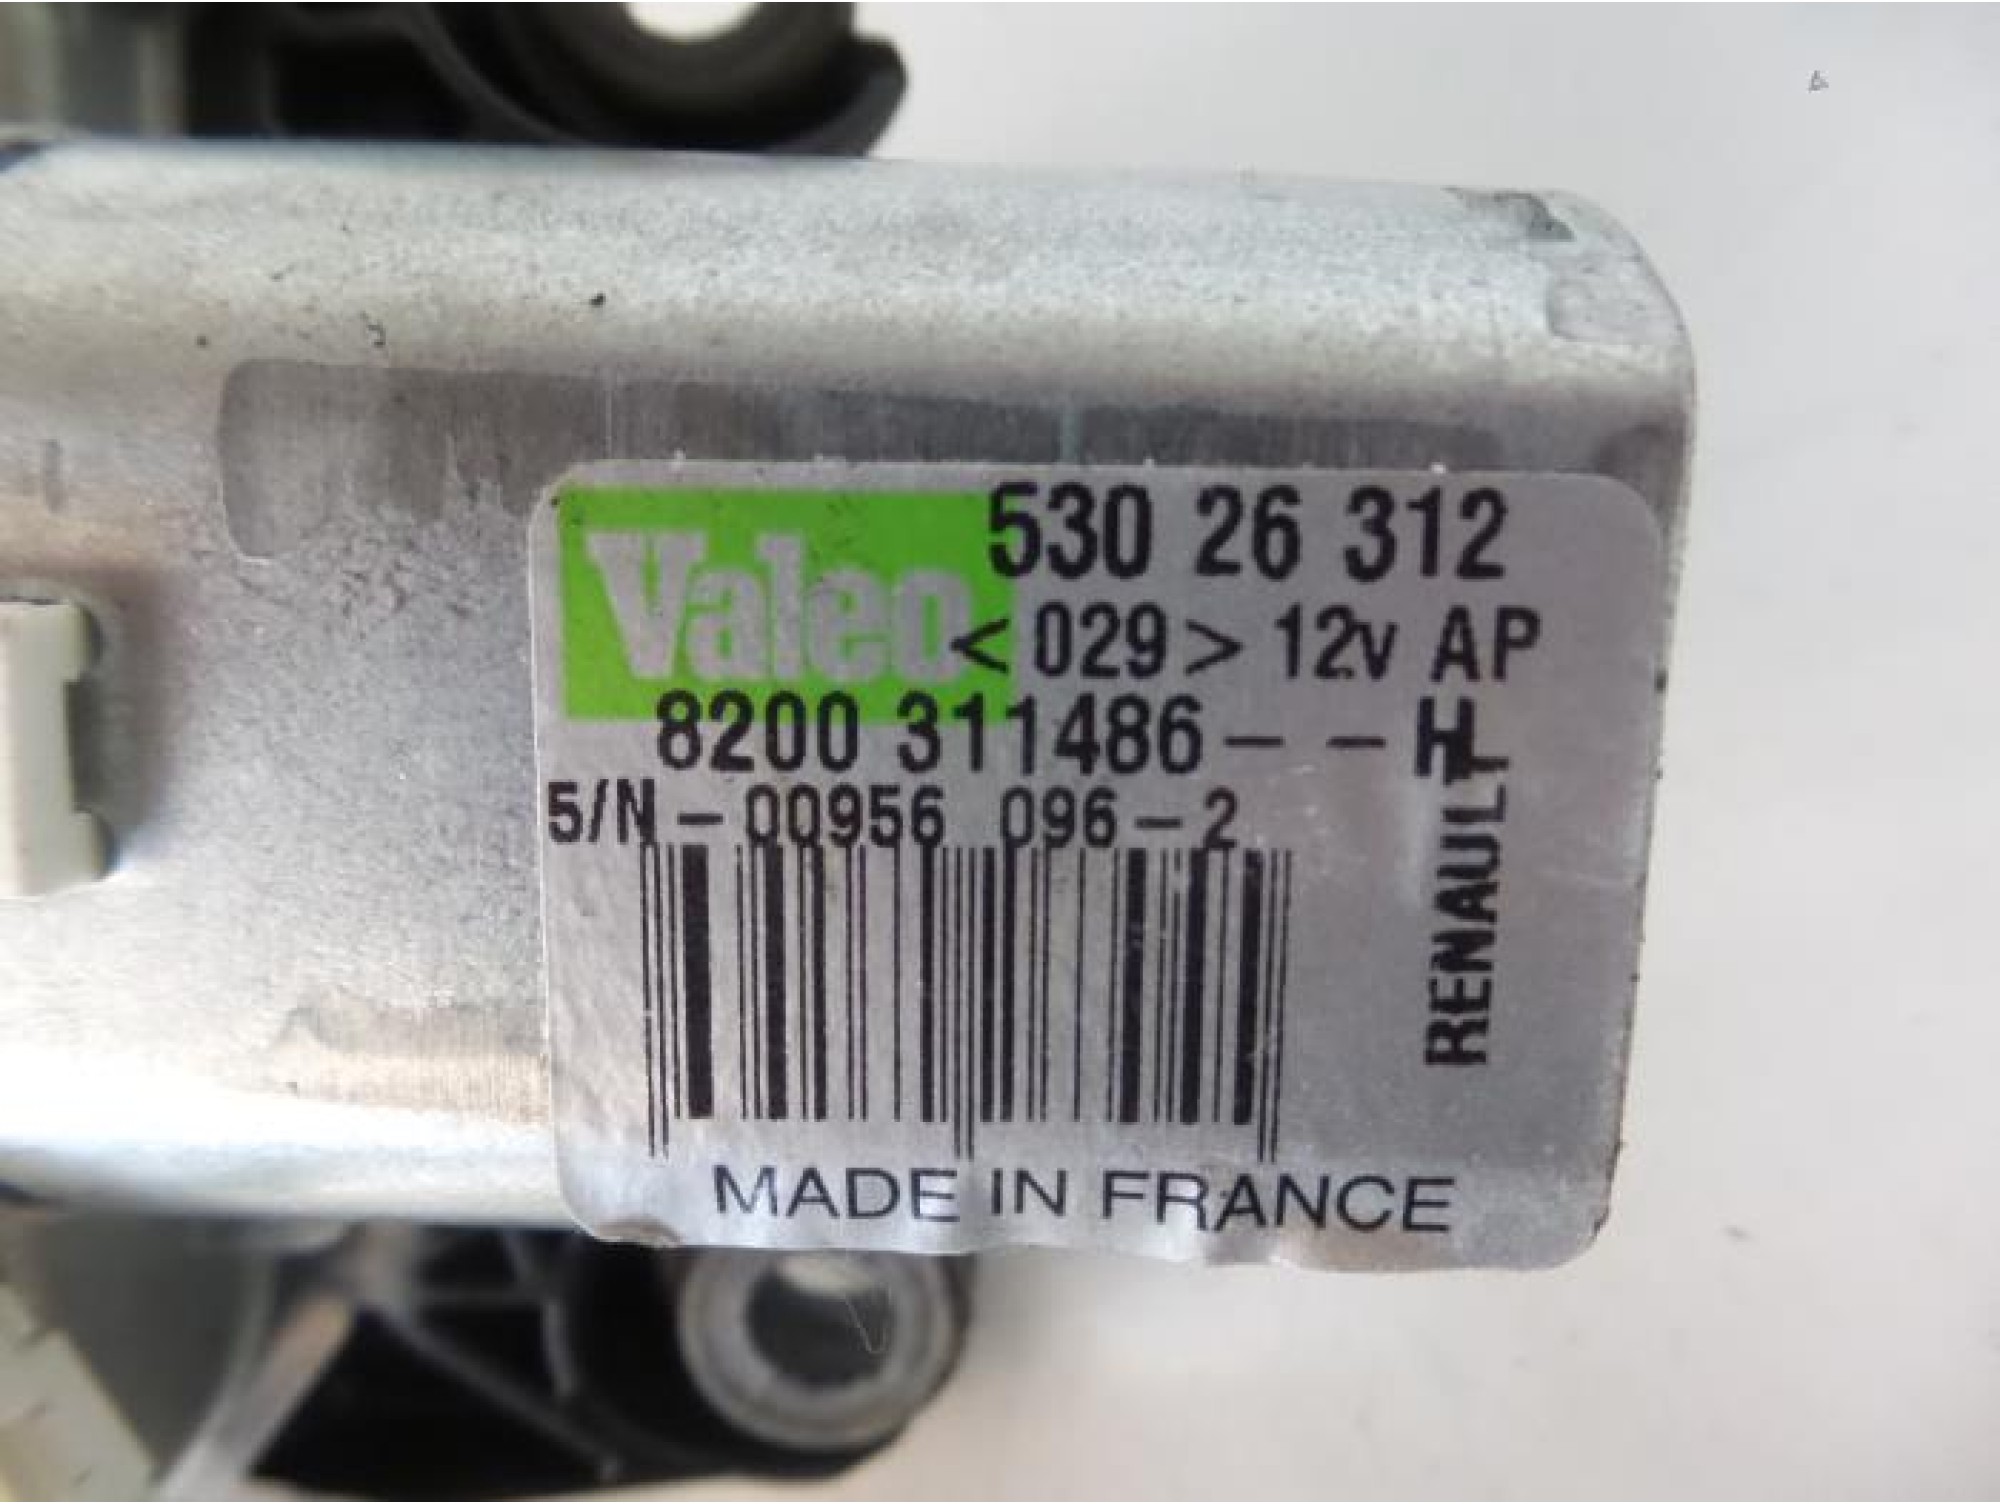 Valeo 530 26 312
<029> 12v AP
8200 311486--H
5/N-00956 096-2
RENAULT
MADE IN FRANCE